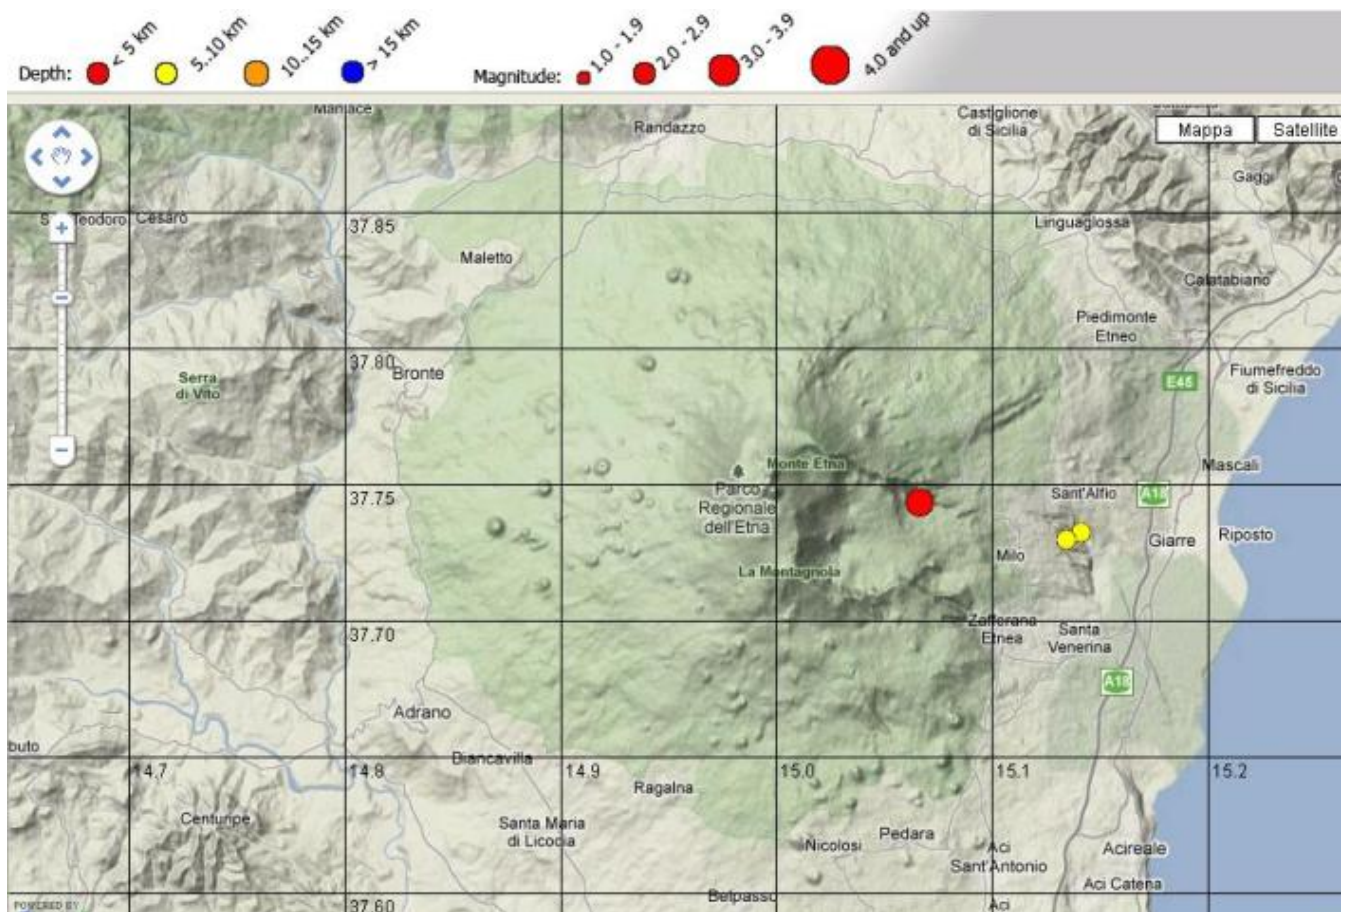 Depth:
< 5 km
5..10 km
10..15 km
> 15 km
Magnitude:
1.0 - 1.9
2.0 - 2.9
3.0 - 3.9
4.0 and up
Maniace
Randazzo
Castiglione
di Sicilia
Mappa
Satellite
Gaggi
Teodoro
Cesarò
37.85
Linguaglossa
Maletto
Calatabiano
Piedimonte
Etneo
37.80
Bronte
Serra
di Vito
E45
Fiumefreddo
di Sicilia
Monte Etna
Mascali
37.75
Parco
Regionale
dell'Etna
Sant'Alfio
A18
Milo
Giarre
Riposto
La Montagnola
37.70
Zafferana
Etnea
Santa
Venerina
A18
Adrano
buto
Biancavilla
14.7
14.8
14.9
15.0
15.1
15.2
Ragalna
Centuripe
Santa Maria
di Licodia
Nicolosi
Pedara
Aci
Sant'Antonio
Acireale
Aci Catena
Belpasso
Aci
POWERED BY
37.60